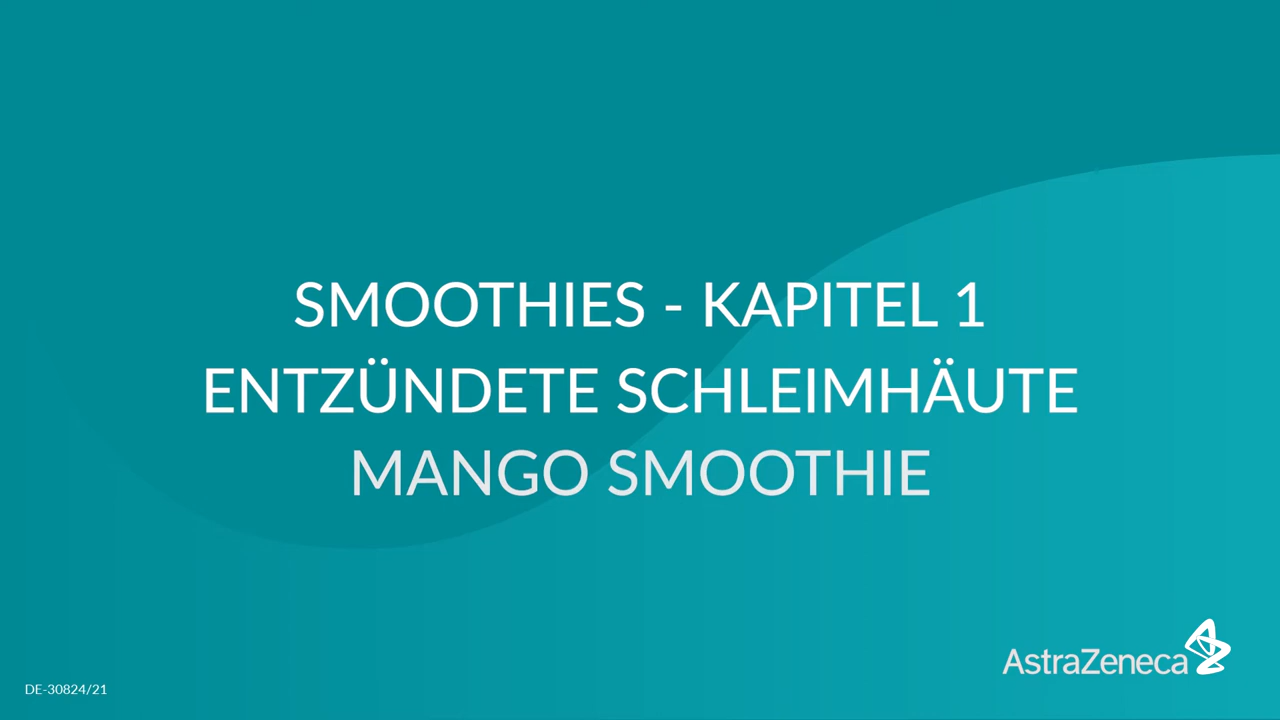 SMOOTHIES - KAPITEL 1
ENTZÜNDETE SCHLEIMHÄUTE
MANGO SMOOTHIE
AstraZeneca
DE-30824/21